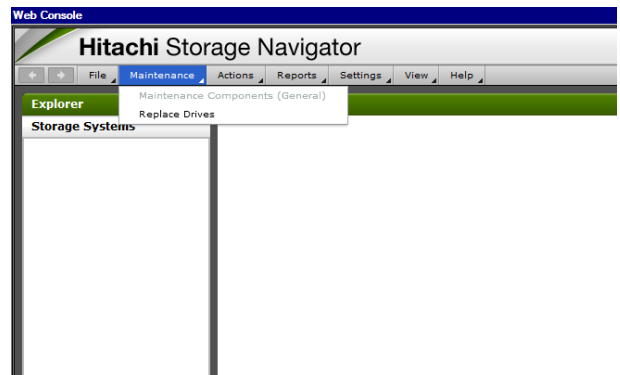 Web Console
Hitachi Storage Navigator
File Maintenance Actions Reports Settings View Help
Maintenance Components (General)
Explorer
Replace Drives
Storage Systems